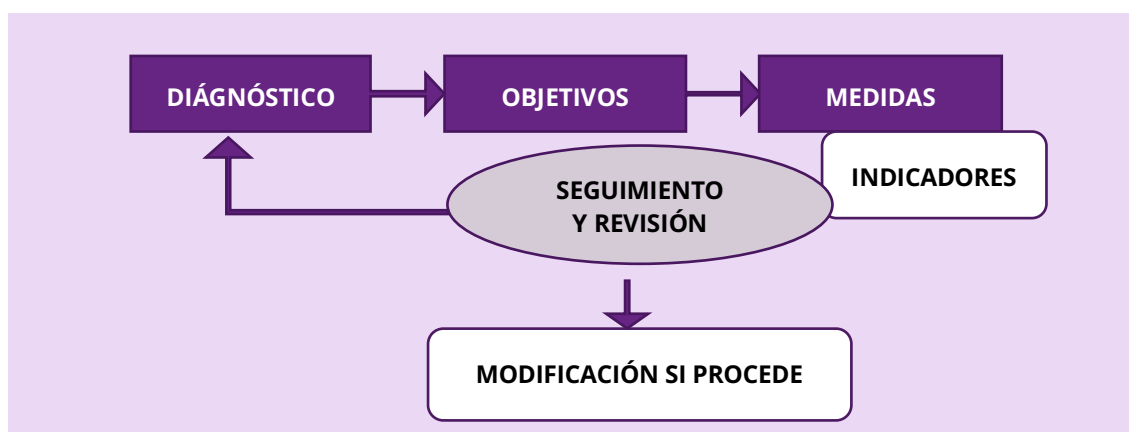 DIÁGNÓSTICO
OBJETIVOS
MEDIDAS
INDICADORES
SEGUIMIENTO
Y REVISIÓN
MODIFICACIÓN SI PROCEDE